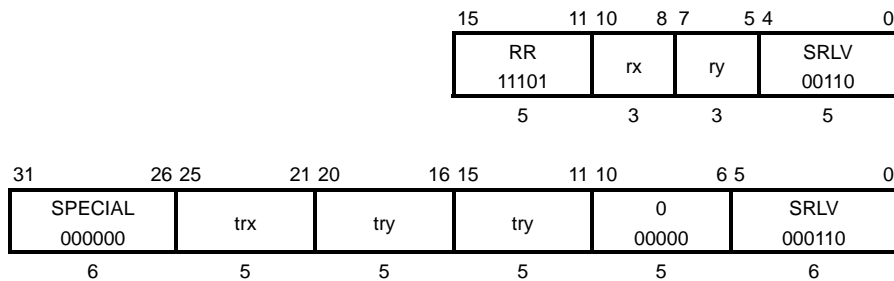 15 11 10 8 7 5 4 0
RR rx ry SRLV
11101 00110
5 3 3 5
31 26 25 21 20 16 15 11 10 6 5 0
SPECIAL trx try try 0 SRLV
000000 00000 000110
6 5 5 5 5 6